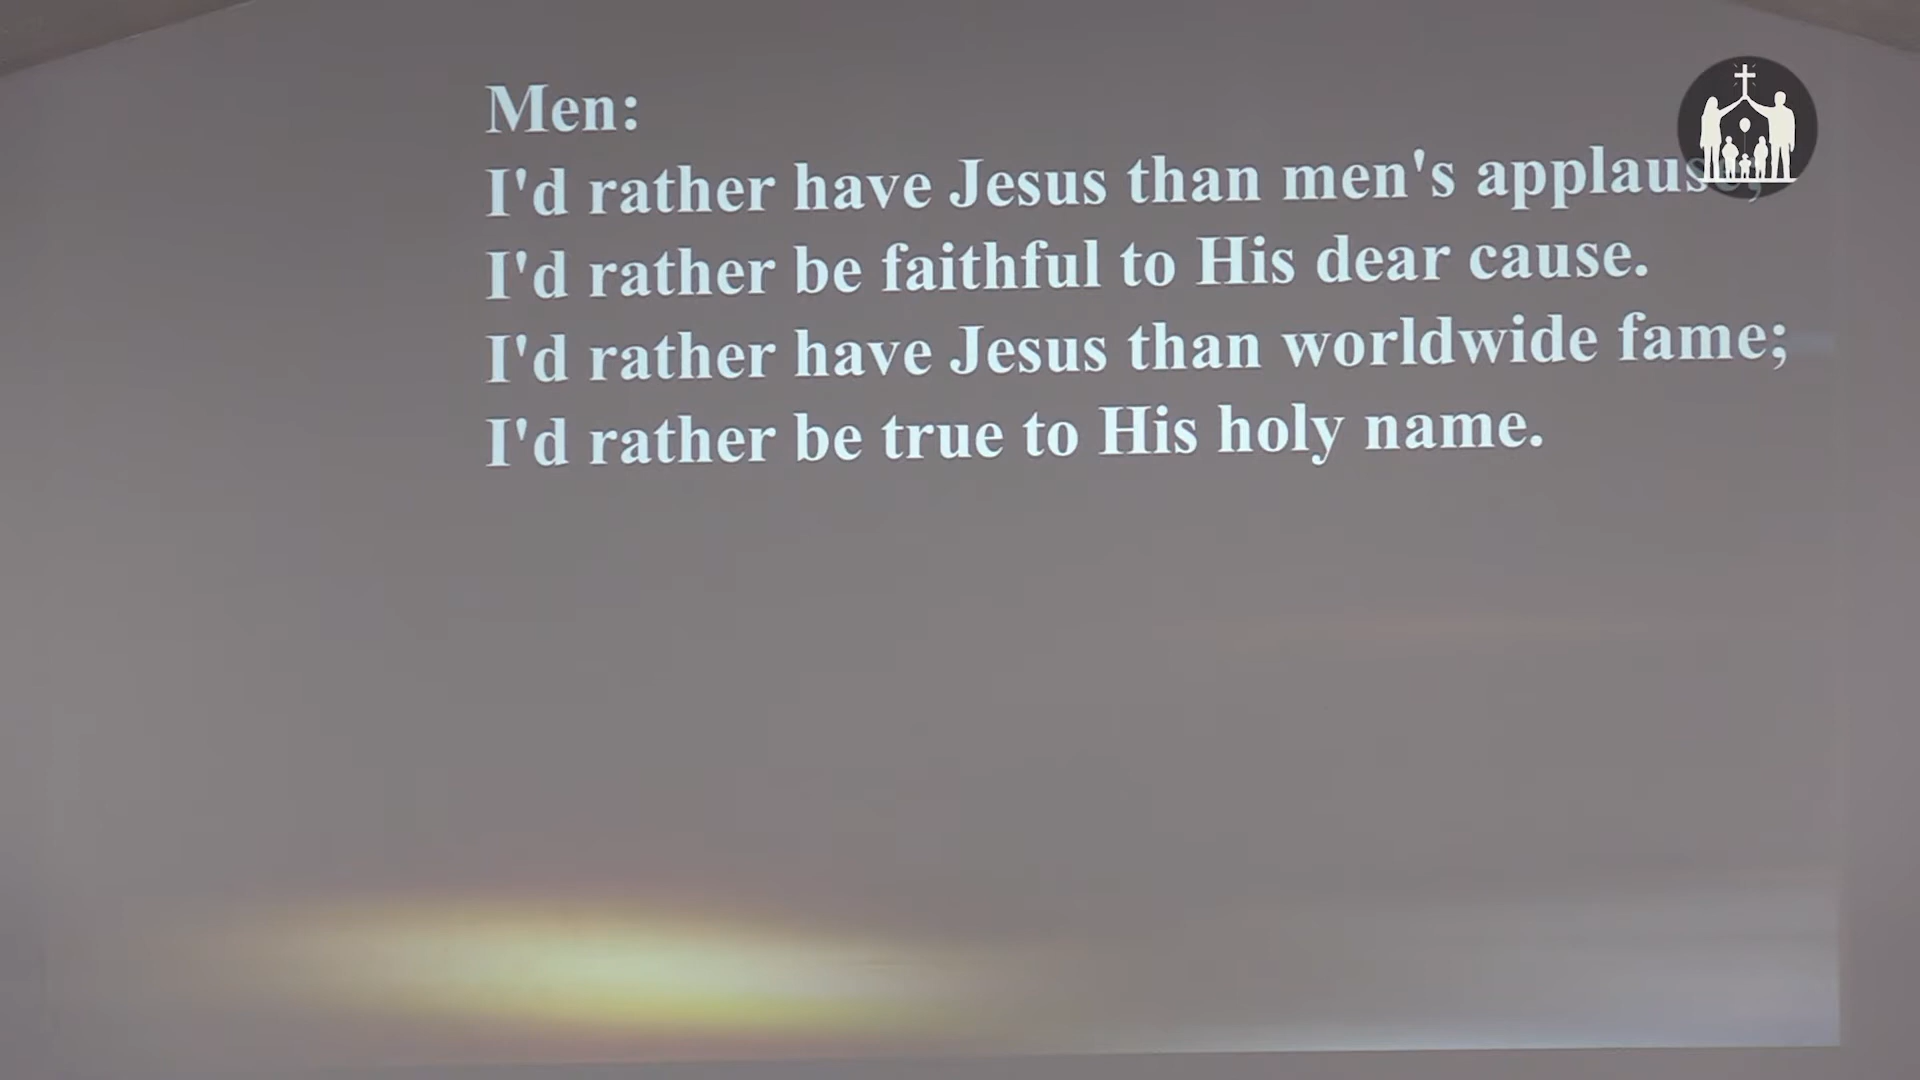 Men:
I'd rather have Jesus than men's applause,
I'd rather be faithful to His dear cause.
I'd rather have Jesus than worldwide fame;
I'd rather be true to His holy name.